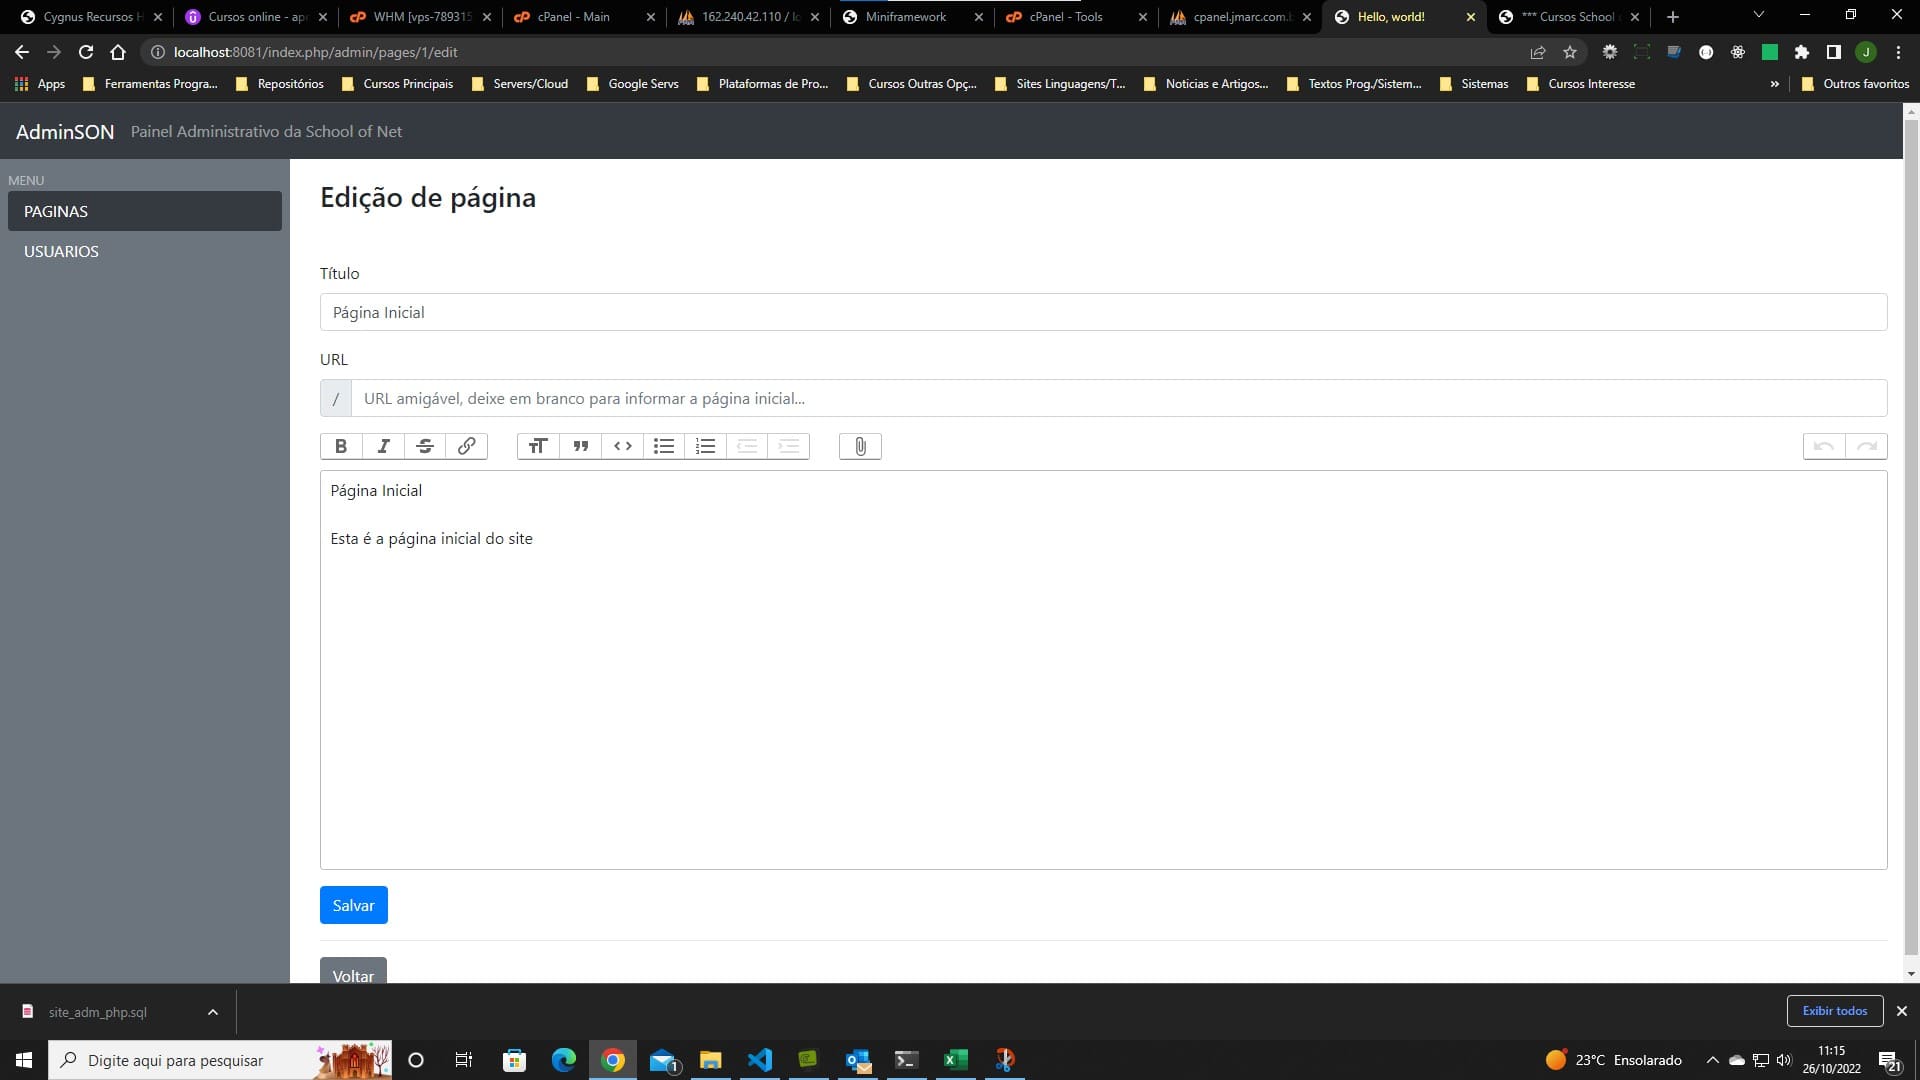 Cygnus Recursos H
Cursos online - apr
WHM [vps-789315
cPanel - Main
162.240.42.110 / lo
Miniframework
cPanel - Tools
cpanel.jmarc.com.b
Hello, world!
*** Cursos School
localhost:8081/index.php/admin/pages/1/edit
J
Apps
Ferramentas Progra...
Repositórios
Cursos Principais
Servers/Cloud
Google Servs
Plataformas de Pro...
Cursos Outras Opç...
Sites Linguagens/T...
Noticias e Artigos...
Textos Prog./Sistem...
Sistemas
Cursos Interesse
»
Outros favoritos
AdminSON Painel Administrativo da School of Net
MENU
PAGINAS
USUARIOS
Edição de página
Título
Página Inicial
URL
/ URL amigável, deixe em branco para informar a página inicial...
Página Inicial
Esta é a página inicial do site
Salvar
Voltar
site_adm_php.sql
Exibir todos
Digite aqui para pesquisar
1
23°C Ensolarado
11:15
26/10/2022
21